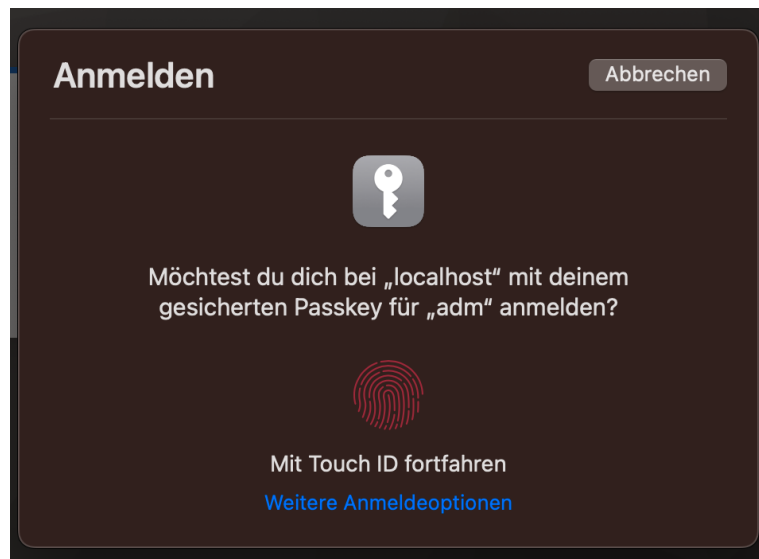 Anmelden
Abbrechen
Möchtest du dich bei „localhost“ mit deinem
gesicherten Passkey für „adm“ anmelden?
Mit Touch ID fortfahren
Weitere Anmeldeoptionen